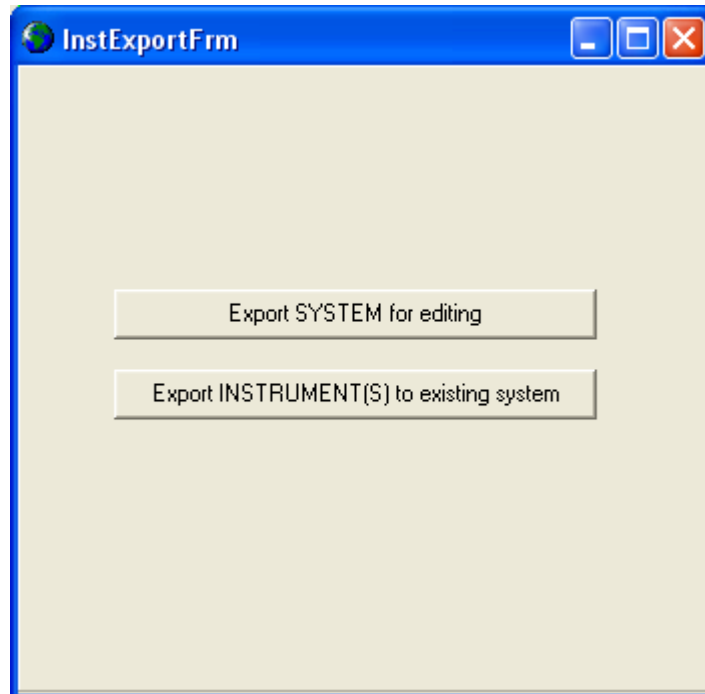 InstExportFrm
Export SYSTEM for editing
Export INSTRUMENT(S) to existing system